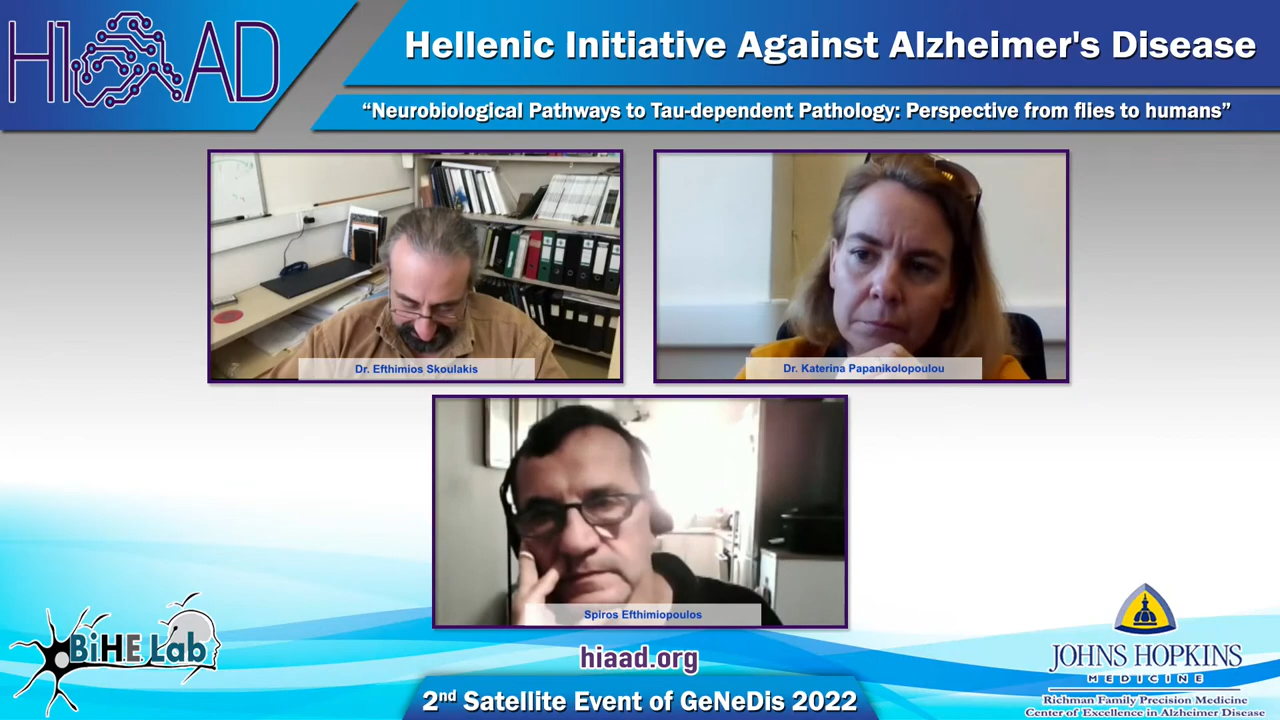 HIAAD
Hellenic Initiative Against Alzheimer's Disease
“Neurobiological Pathways to Tau-dependent Pathology: Perspective from flies to humans”
Dr. Efthimios Skoulakis
Dr. Katerina Papanikolopoulou
Spiros Efthimiopoulos
BiHE Lab
hiaad.org
2nd Satellite Event of GeNeDis 2022
JOHNS HOPKINS
MEDICINE
Richman Family Precision Medicine
Center of Excellence in Alzheimer Disease